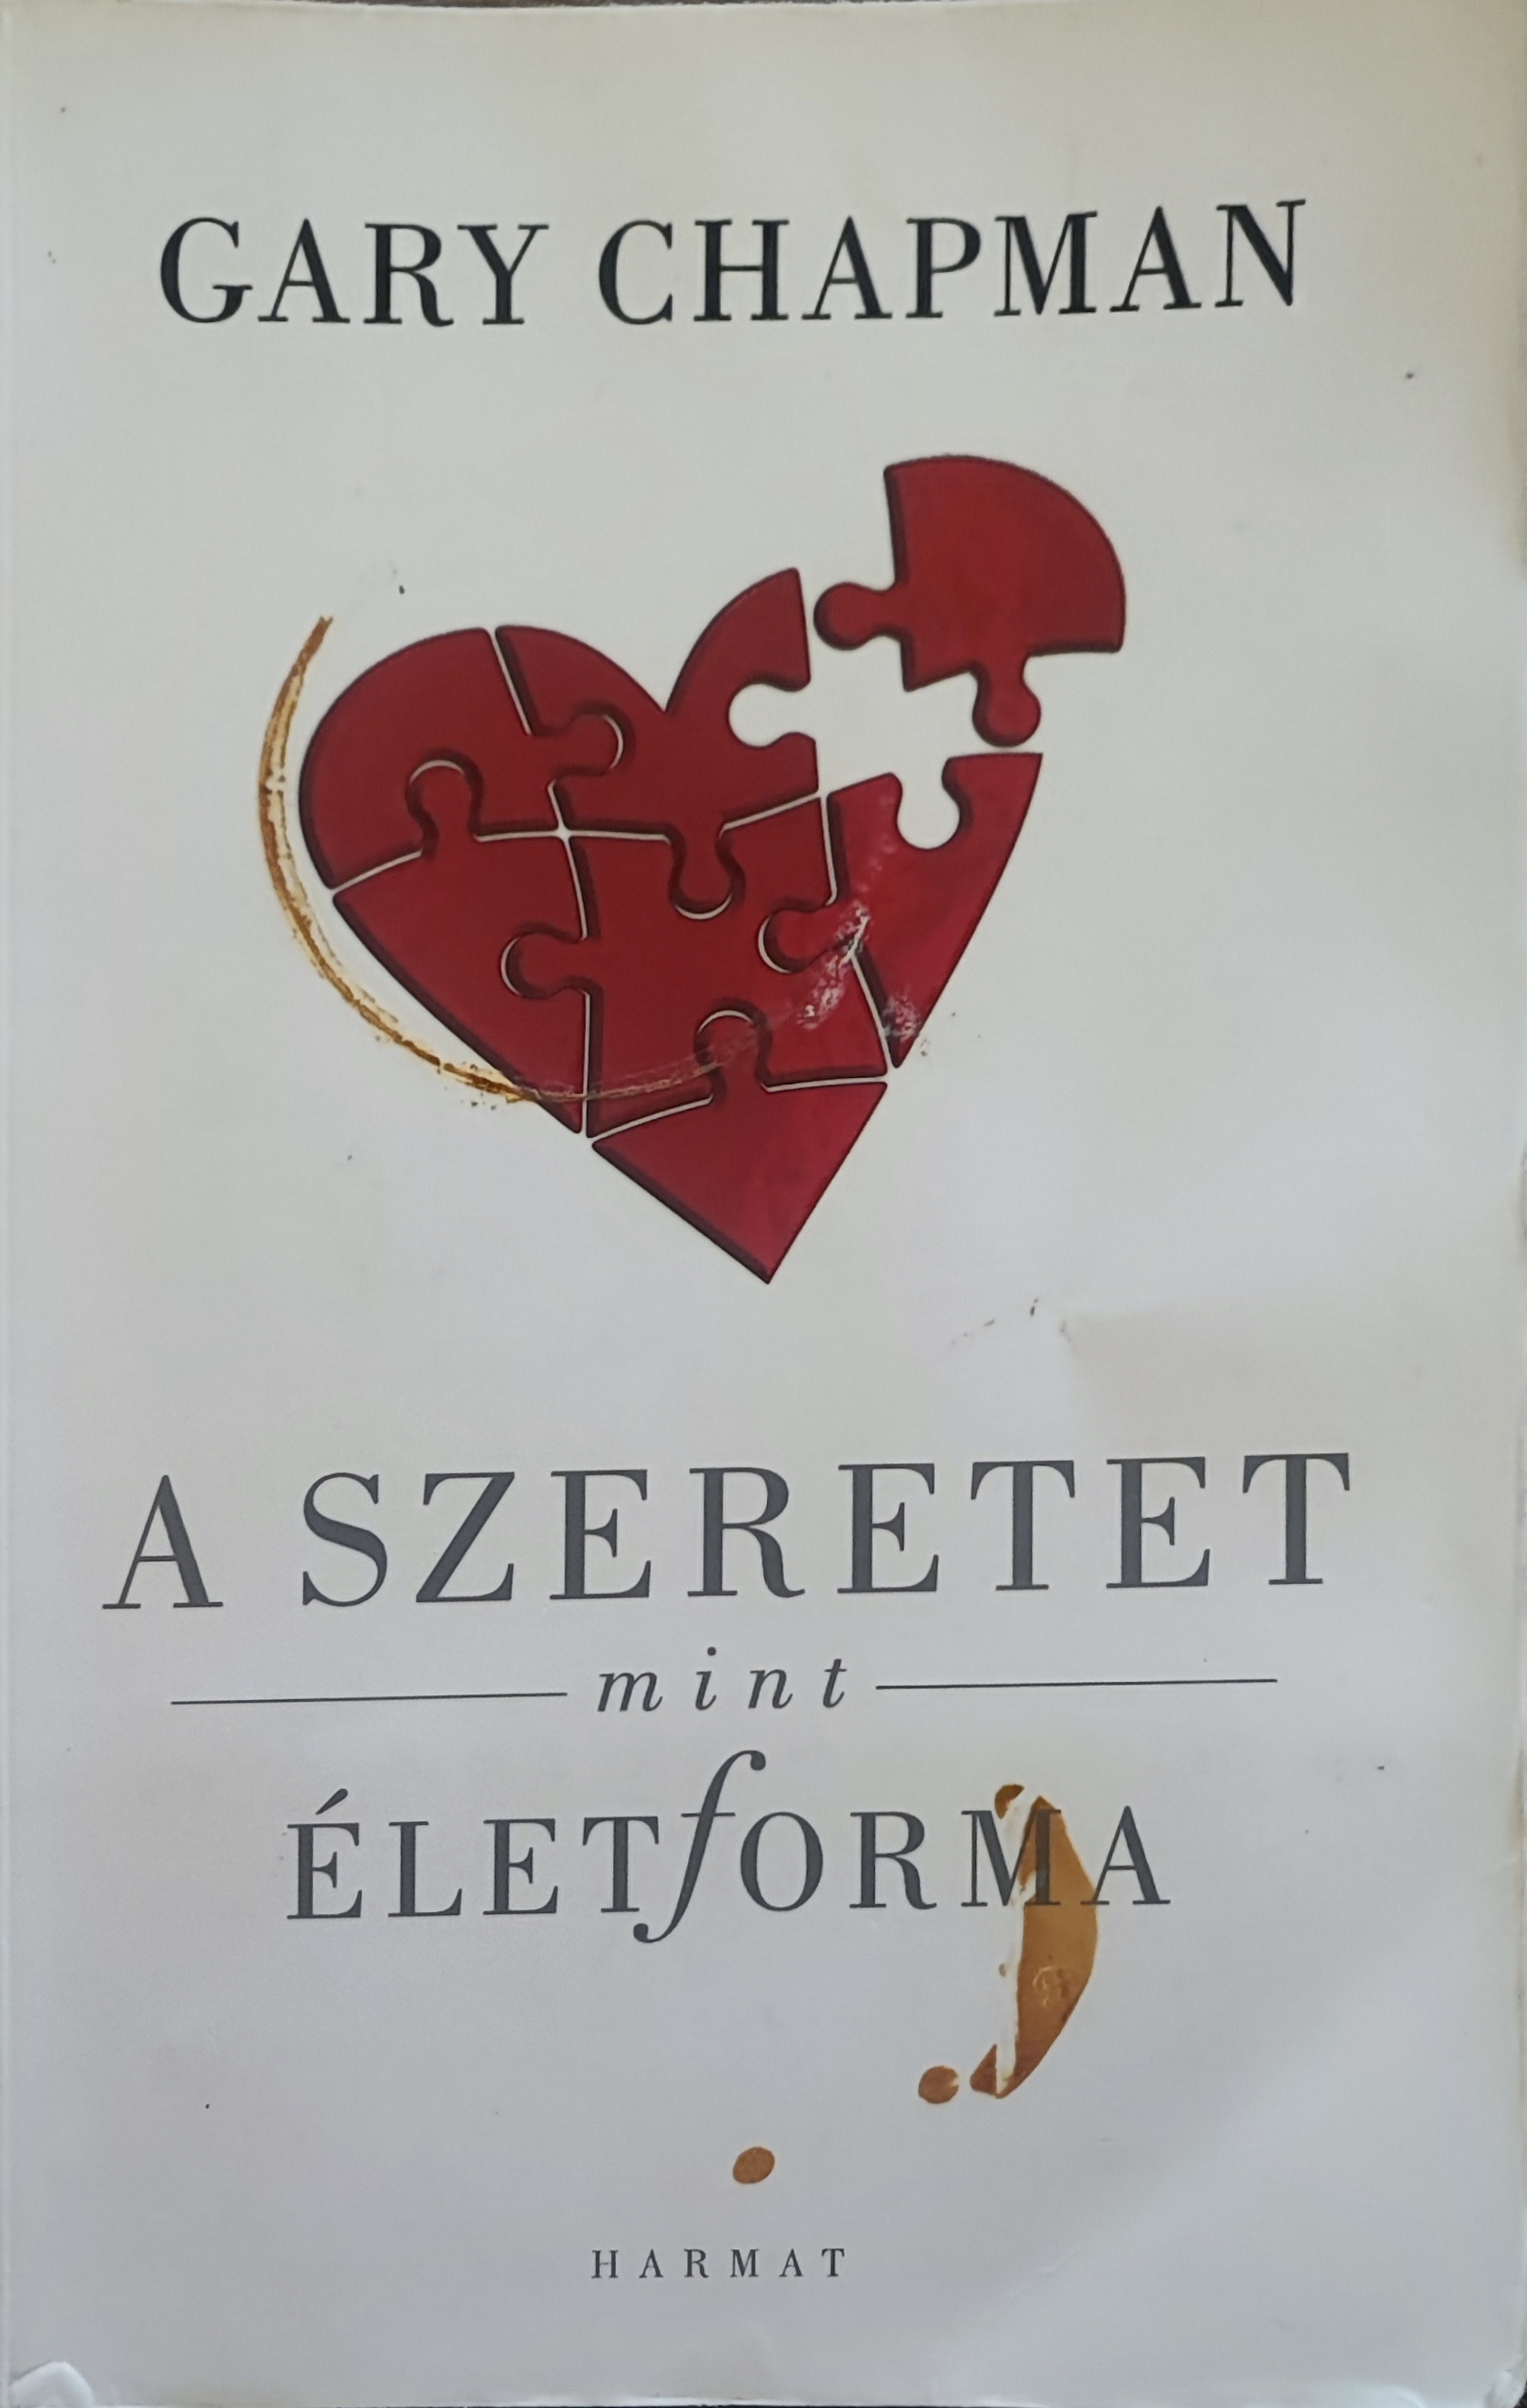 GARY CHAPMAN
A SZERETET
mint
ÉLETfORMA
HARMAT